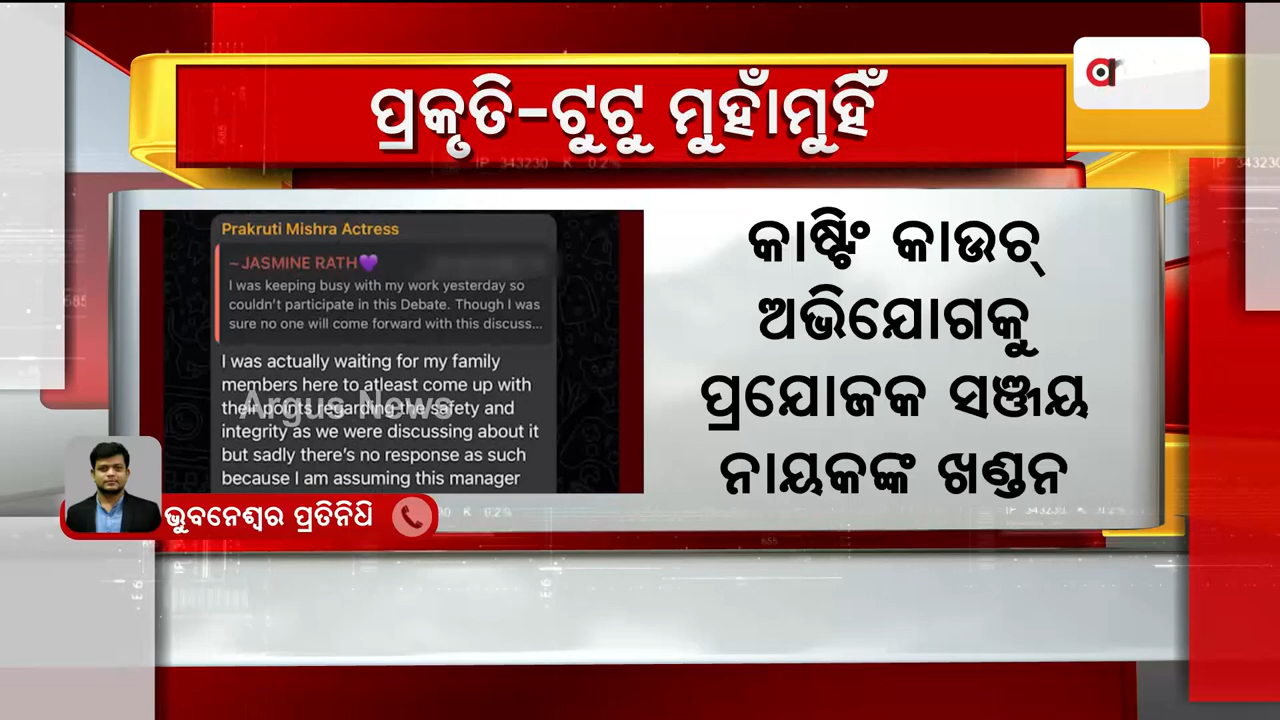 ପ୍ରକୃତି-ଟୁଟୁ ମୁହାଁମୁହିଁ
IP 343230 K 0.2%
Prakruti Mishra Actress
~JASMINE RATH💜
I was keeping busy with my work yesterday so
couldn't participate in this Debate. Though I was
sure no one will come forward with this discuss...
I was actually waiting for my family
members here to atleast come up with
their points regarding the safety and
integrity as we were discussing about it
but sadly there's no response as such
because I am assuming this manager
Argus News
କାଷ୍ଟିଂ କାଉଚ୍
ଅଭିଯୋଗକୁ
ପ୍ରଯୋଜକ ସଞ୍ଜୟ
ନାୟକଙ୍କ ଖଣ୍ଡନ
ଭୁବନେଶ୍ୱର ପ୍ରତିନିଧି